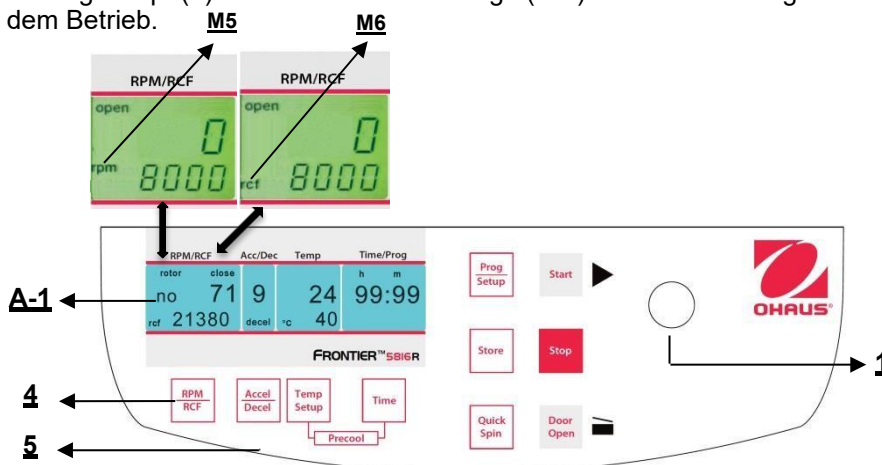 dem Betrieb.
M5
M6
RPM/RCF
RPM/RCF
open
0
rpm 8000
open
0
rcf 8000
RPM/RCF Acc/Dec Temp Time/Prog
rotor close h m
no 71 9 24 99:99
rcf 21380 decel °c 40
FRONTIER™5816R
A-1
4
5
RPM
RCF
Accel
Decel
Temp
Setup
Time
Precool
Prog
Setup
Start
Store
Stop
Quick
Spin
Door
Open
OHAUS®
1